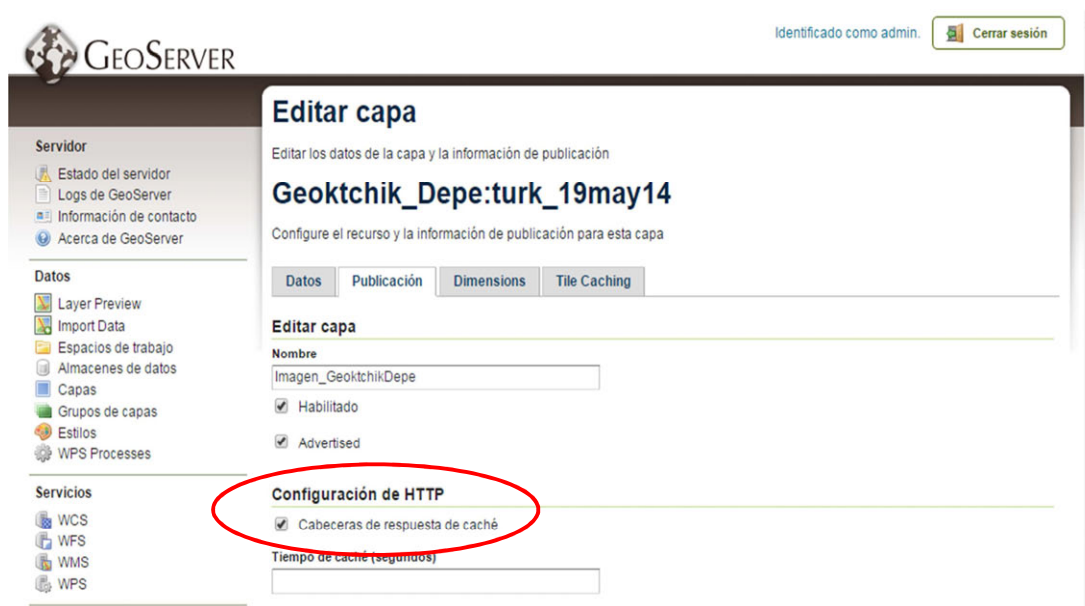 Identificado como admin.
Cerrar sesión
GEOSERVER
Servidor
Estado del servidor
Logs de GeoServer
Información de contacto
Acerca de GeoServer
Datos
Layer Preview
Import Data
Espacios de trabajo
Almacenes de datos
Capas
Grupos de capas
Estilos
WPS Processes
Servicios
WCS
WFS
WMS
WPS
Editar capa
Editar los datos de la capa y la información de publicación
Geoktchik_Depe:turk_19may14
Configure el recurso y la información de publicación para esta capa
Datos
Publicación
Dimensions
Tile Caching
Editar capa
Nombre
Imagen_GeoktchikDepe
Habilitado
Advertised
Configuración de HTTP
Cabeceras de respuesta de caché
Tiempo de caché (segundos)